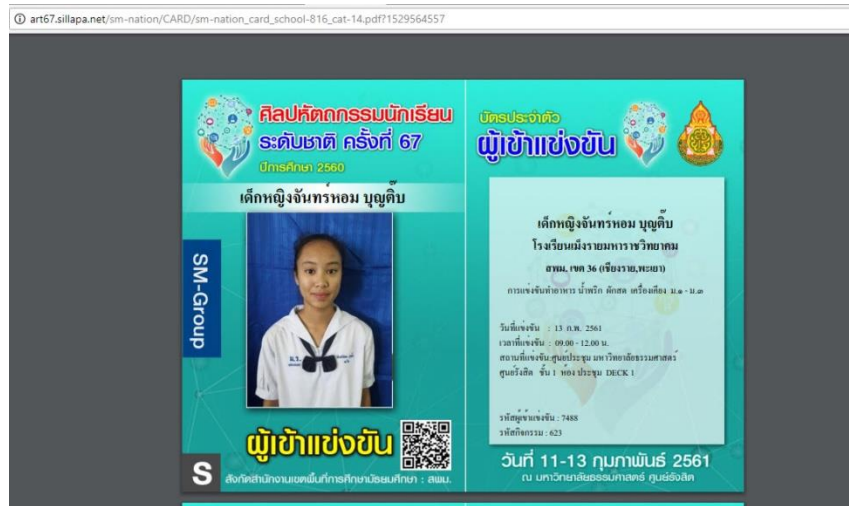 art67.sillapa.net/sm-nation/CARD/sm-nation_card_school-816_cat-14.pdf?1529564557
ศิลปหัตถกรรมนักเรียน
ระดับชาติ ครั้งที่ 67
ปีการศึกษา 2560
เด็กหญิงจันทร์หอม บุญติ๊บ
SM-Group
ผู้เข้าแข่งขัน
S
สังกัดสำนักงานเขตพื้นที่การศึกษามัธยมศึกษา : สพม.
บัตรประจำตัว
ผู้เข้าแข่งขัน
เด็กหญิงจันทร์หอม บุญติ๊บ
โรงเรียนเม็งรายมหาราชวิทยาคม
สพม. เขต 36 (เชียงราย,พะเยา)
การแข่งขันทำอาหาร น้ำพริก ผักสด เครื่องเคียง ม.๑ - ม.๓
วันที่แข่งขัน : 13 ก.พ. 2561
เวลาที่แข่งขัน : 09.00 - 12.00 น.
สถานที่แข่งขัน:ศูนย์ประชุม มหาวิทยาลัยธรรมศาสตร์
ศูนย์รังสิต ชั้น 1 ห้อง ประชุม DECK 1
รหัสผู้เข้าแข่งขัน : 7488
รหัสกิจกรรม : 623
วันที่ 11-13 กุมภาพันธ์ 2561
ณ มหาวิทยาลัยธรรมศาสตร์ ศูนย์รังสิต